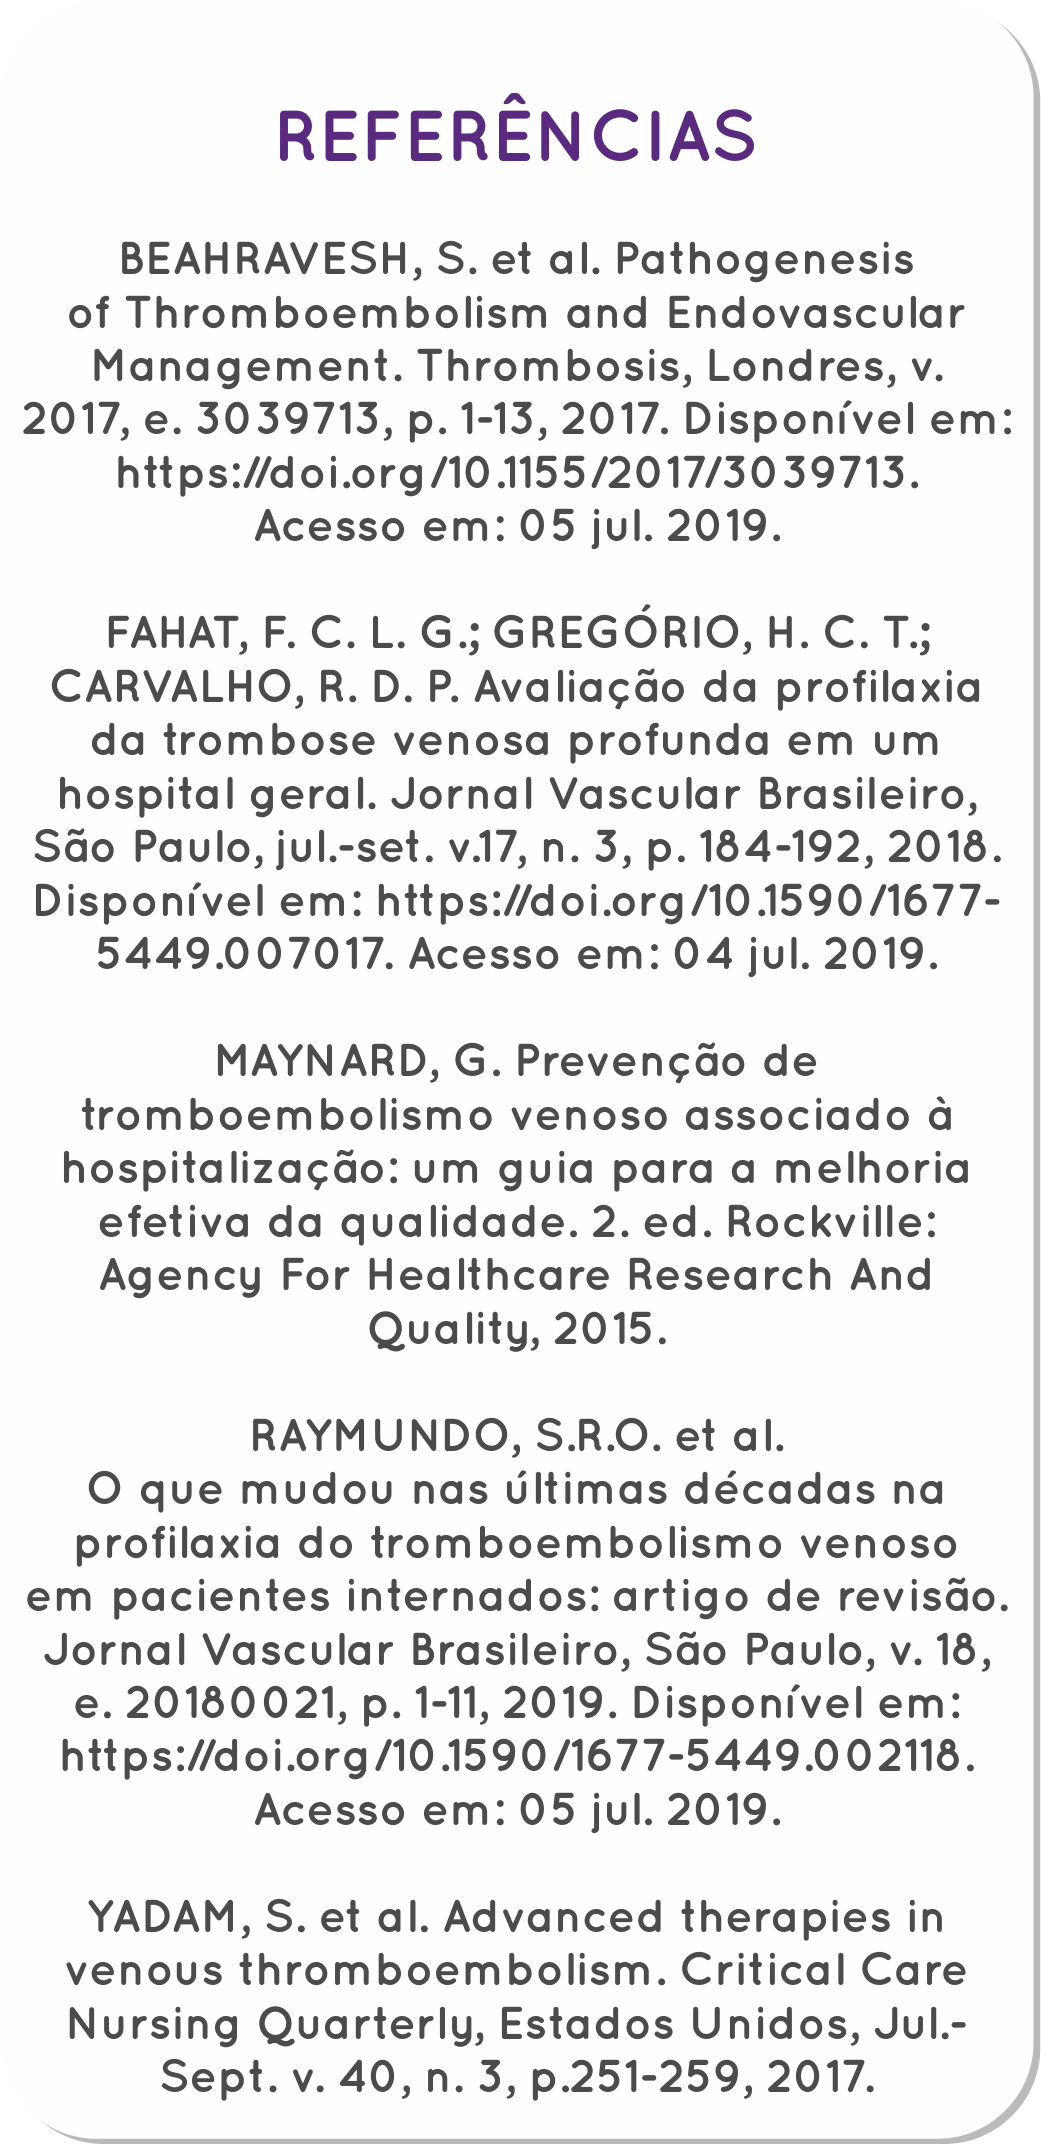 REFERÊNCIAS
BEAHRAVESH, S. et al. Pathogenesis
of Thromboembolism and Endovascular
Management. Thrombosis, Londres, v.
2017, e. 3039713, p. 1-13, 2017. Disponível em:
https://doi.org/10.1155/2017/3039713.
Acesso em: 05 jul. 2019.
FAHAT, F. C. L. G.; GREGÓRIO, H. C. T.;
CARVALHO, R. D. P. Avaliação da profilaxia
da trombose venosa profunda em um
hospital geral. Jornal Vascular Brasileiro,
São Paulo, jul.-set. v.17, n. 3, p. 184-192, 2018.
Disponível em: https://doi.org/10.1590/1677-
5449.007017. Acesso em: 04 jul. 2019.
MAYNARD, G. Prevenção de
tromboembolismo venoso associado à
hospitalização: um guia para a melhoria
efetiva da qualidade. 2. ed. Rockville:
Agency For Healthcare Research And
Quality, 2015.
RAYMUNDO, S.R.O. et al.
O que mudou nas últimas décadas na
profilaxia do tromboembolismo venoso
em pacientes internados: artigo de revisão.
Jornal Vascular Brasileiro, São Paulo, v. 18,
e. 20180021, p. 1-11, 2019. Disponível em:
https://doi.org/10.1590/1677-5449.002118.
Acesso em: 05 jul. 2019.
YADAM, S. et al. Advanced therapies in
venous thromboembolism. Critical Care
Nursing Quarterly, Estados Unidos, Jul.-
Sept. v. 40, n. 3, p.251-259, 2017.